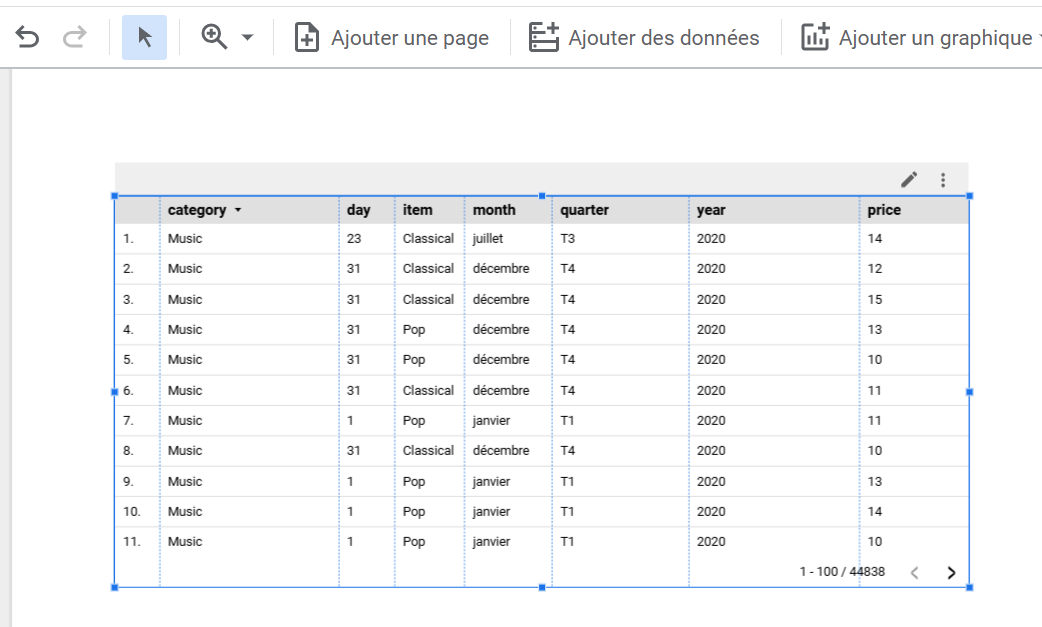 Ajouter une page Ajouter des données Ajouter un graphique
category day item month quarter year price
1. Music 23 Classical juillet T3 2020 14
2. Music 31 Classical décembre T4 2020 12
3. Music 31 Classical décembre T4 2020 15
4. Music 31 Pop décembre T4 2020 13
5. Music 31 Pop décembre T4 2020 10
6. Music 31 Classical décembre T4 2020 11
7. Music 1 Pop janvier T1 2020 11
8. Music 31 Classical décembre T4 2020 10
9. Music 1 Pop janvier T1 2020 13
10. Music 1 Pop janvier T1 2020 14
11. Music 1 Pop janvier T1 2020 10
1 - 100 / 44838